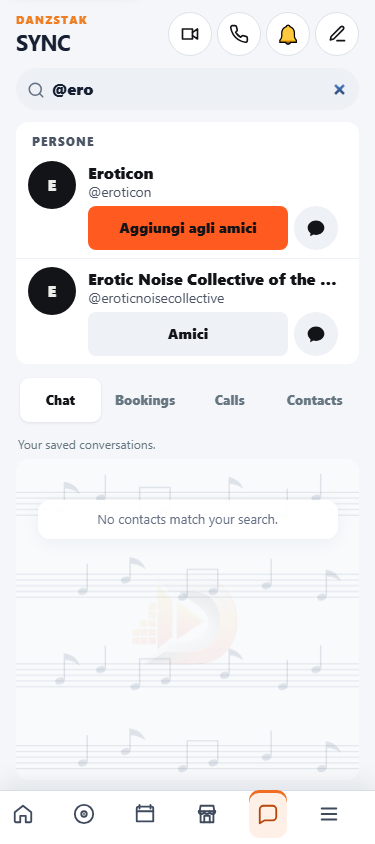 DANZSTAK
SYNC
@ero
PERSONE
E
Eroticon
@eroticon
Aggiungi agli amici
E
Erotic Noise Collective of the ...
@eroticnoisecollective
Amici
Chat Bookings Calls Contacts
Your saved conversations.
No contacts match your search.